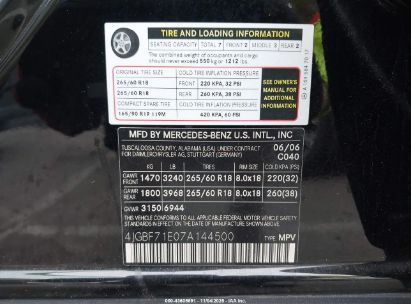 TIRE AND LOADING INFORMATION
SEATING CAPACITY TOTAL 7 FRONT 2 MIDDLE 3 REAR 2
The combined weight of occupants and cargo
should never exceed 550 kg or 1212 lbs.
ORIGINAL TIRE SIZE COLD TIRE INFLATION PRESSURE
265/60 R18 FRONT 220 KPA, 32 PSI
265/60 R18 REAR 260 KPA, 38 PSI
COMPACT SPARE TIRE COLD TIRE INFLATION PRESSURE
420 KPA, 60 PSI
SEE OWNER'S
MANUAL FOR
ADDITIONAL
INFORMATION
MFD BY MERCEDES-BENZ U.S. INTL., INC
TUSCALOOSA COUNTY, ALABAMA (USA) UNDER CONTRACT 06/06
OF DAIMLERCHRYSLER AG, STUTTGART (GERMANY) C040
KG LB TIRE SIZE RIM SIZE COLD KPA (PSI)
GAWR FRONT 1470 3240 265/60 R18 8.0x18 220(32)
GAWR REAR 1800 3968 265/60 R18 8.0x18 260(38)
GVWR 3150 6944
THIS VEHICLE CONFORMS TO ALL APPLICABLE U.S. FEDERAL
MOTOR VEHICLE SAFETY STANDARDS IN EFFECT ON THE
DATE OF MANUFACTURE SHOWN ABOVE.
4JGBF71E07A144500 TYPE: MPV